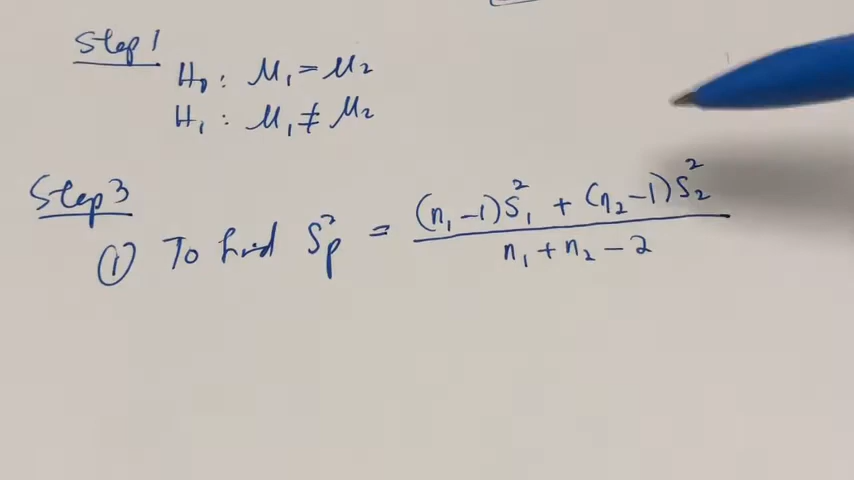 Step 1
H₀ : μ₁ = μ₂
H₁ : μ₁ ≠ μ₂
Step 3
① To find S²p = (n₁ −1)S₁² + (n₂ −1)S₂² / n₁ + n₂ − 2